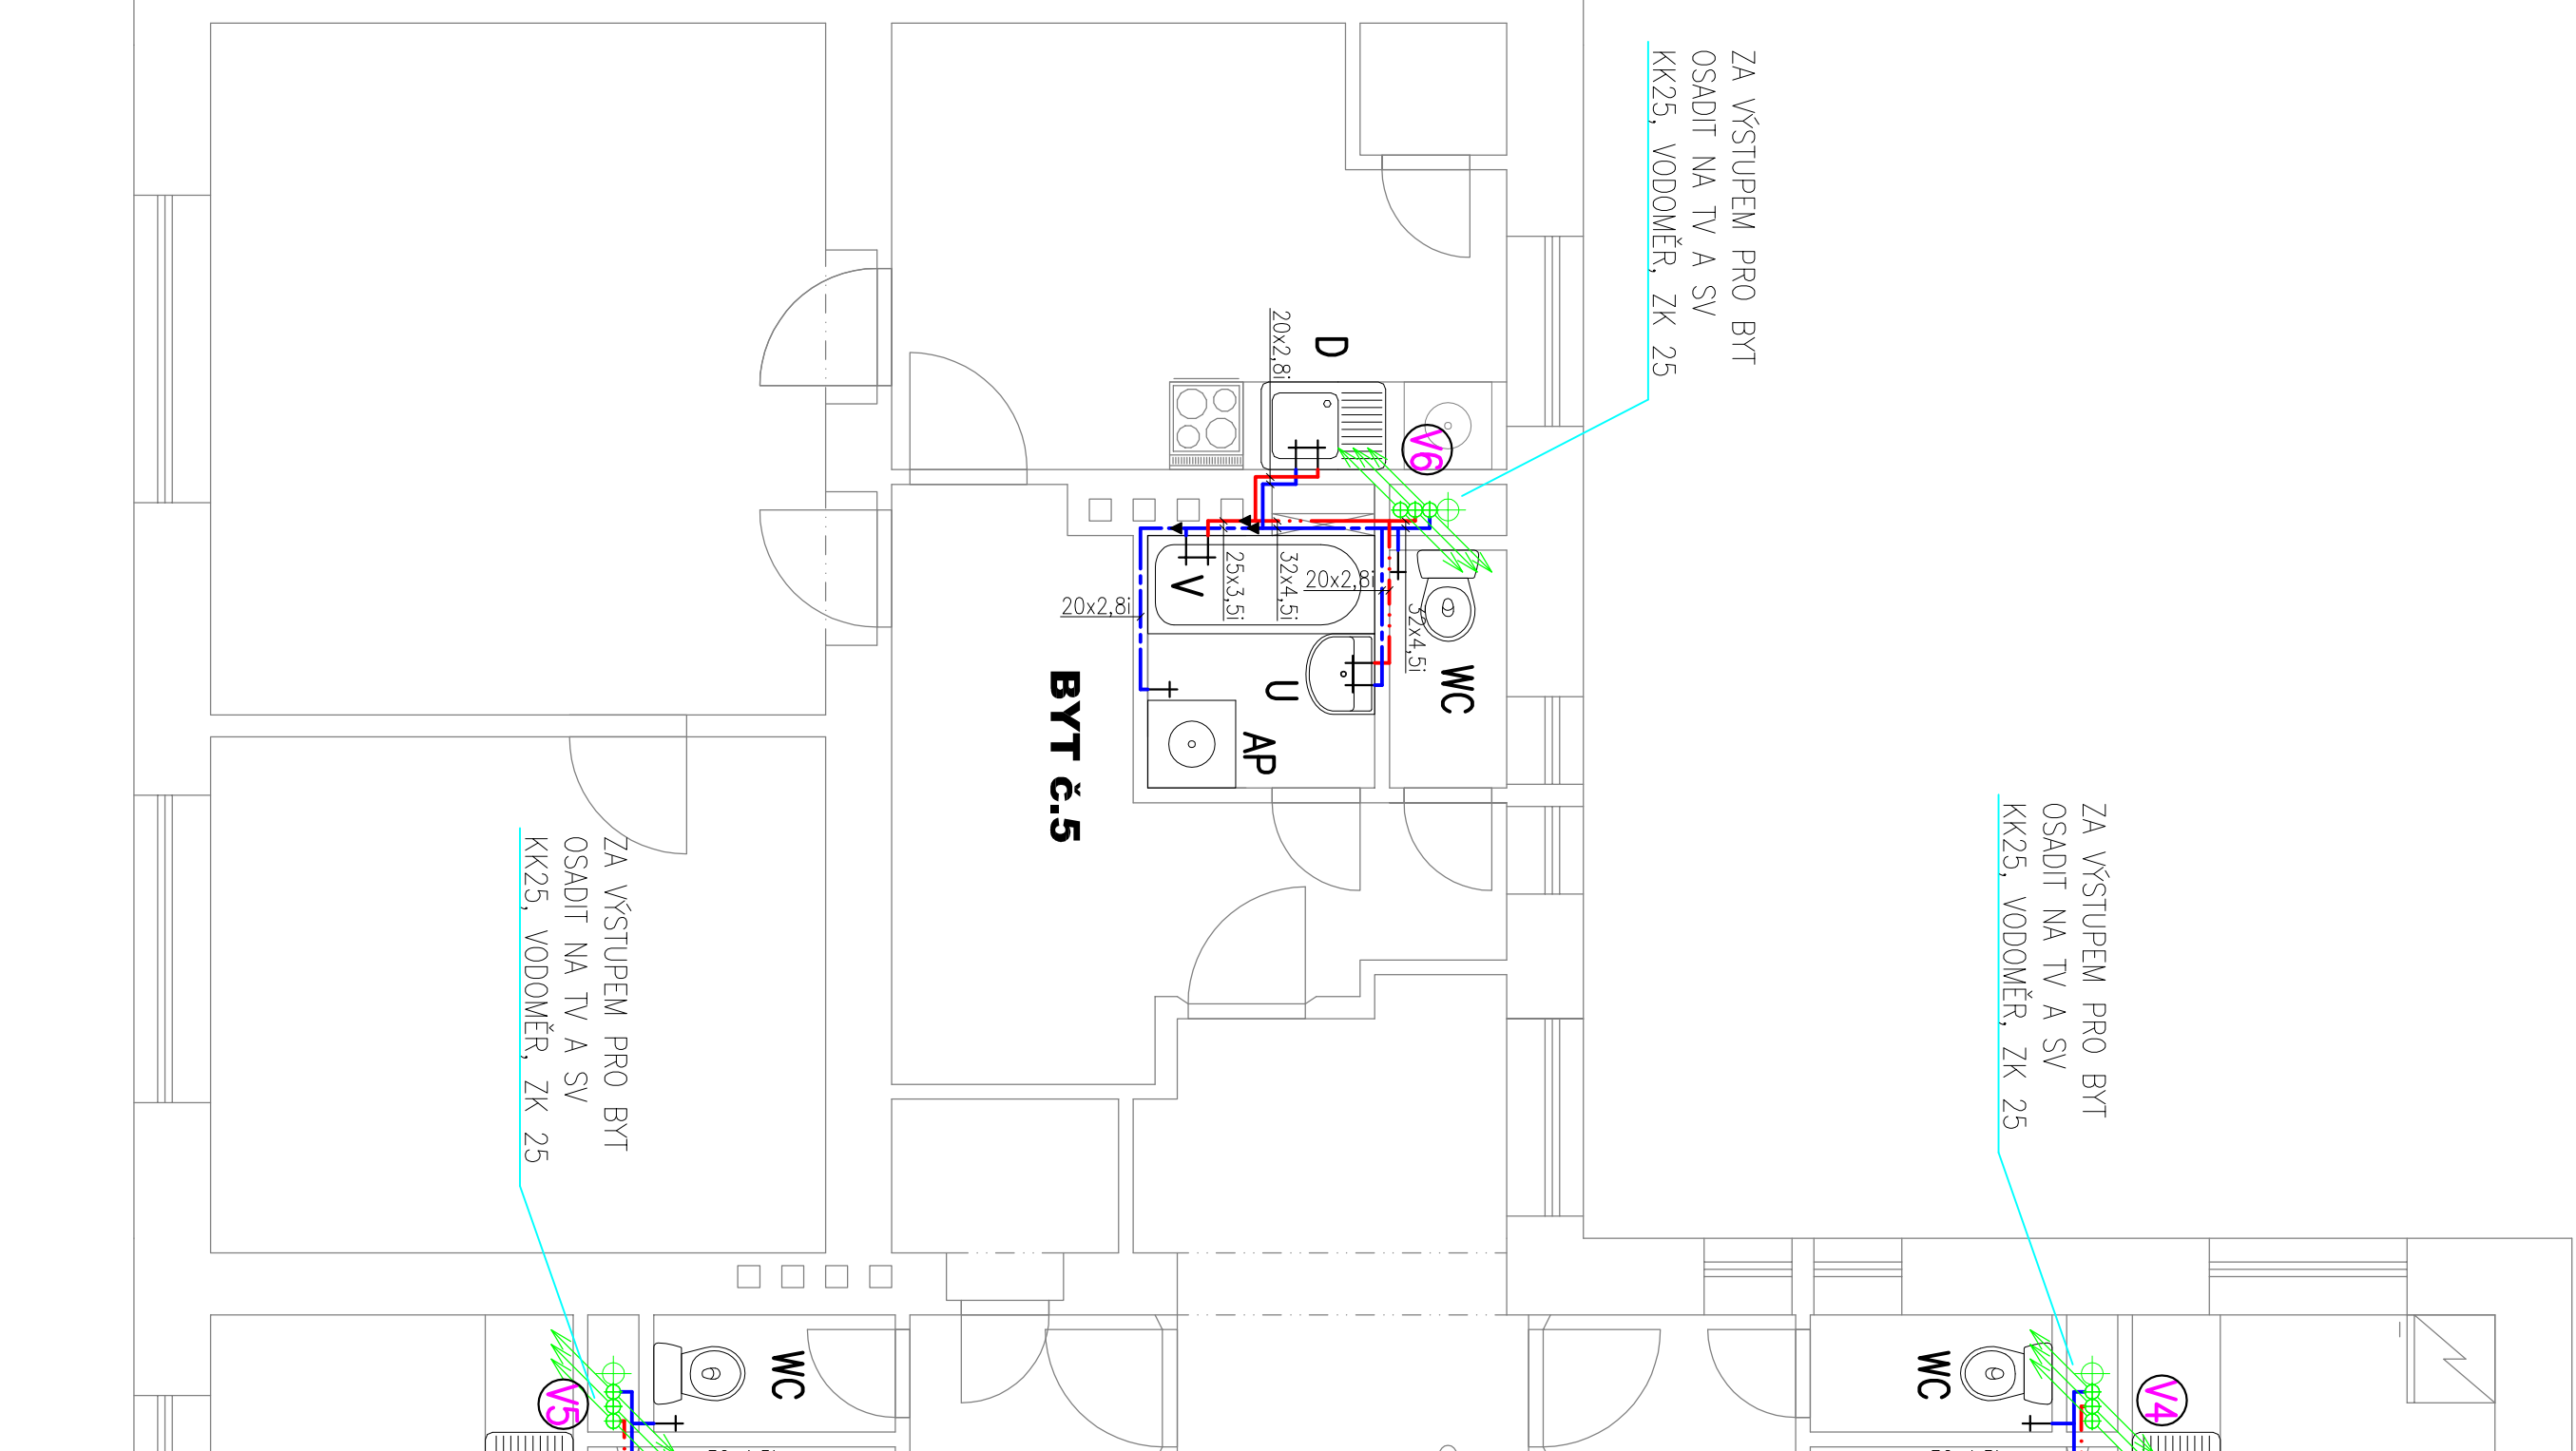 ZA VÝSTUPEM PRO BYT
OSADIT NA TV A SV
KK25, VODOMĚR, ZK 25
D
20x2,8i
V6
V
25x3,5i
32x4,5i
20x2,8i
32x4,5i
20x2,8i
WC
U
AP
BYT č.5
ZA VÝSTUPEM PRO BYT
OSADIT NA TV A SV
KK25, VODOMĚR, ZK 25
ZA VÝSTUPEM PRO BYT
OSADIT NA TV A SV
KK25, VODOMĚR, ZK 25
V5
WC
WC
V4